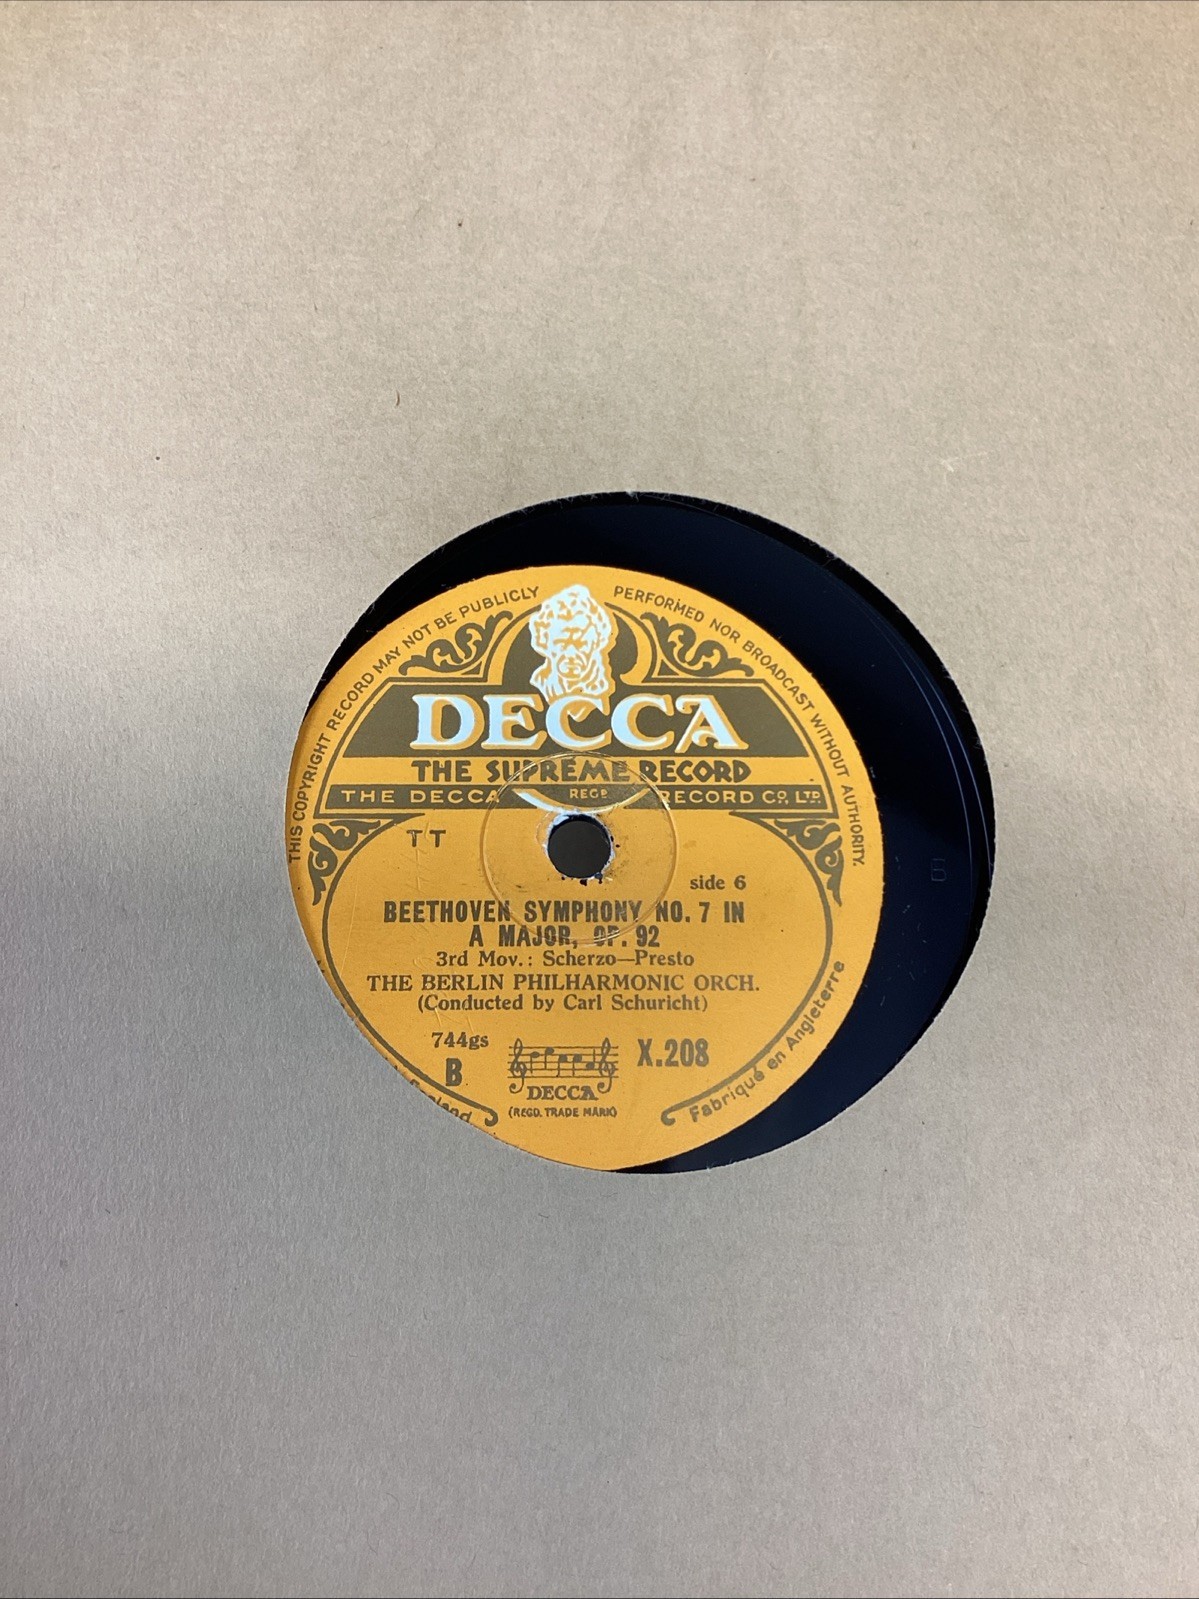 THIS COPYRIGHT RECORD MAY NOT BE PUBLICLY PERFORMED NOR BROADCAST WITHOUT AUTHORITY.
DECCA
THE SUPREME RECORD
THE DECCA REGD RECORD CO. LTD.
TT
side 6
BEETHOVEN SYMPHONY NO. 7 IN
A MAJOR, OP. 92
3rd Mov.: Scherzo—Presto
THE BERLIN PHILHARMONIC ORCH.
(Conducted by Carl Schuricht)
744gs
B
X.208
DECCA
(REGD. TRADE MARK)
England
Fabriqué en Angleterre